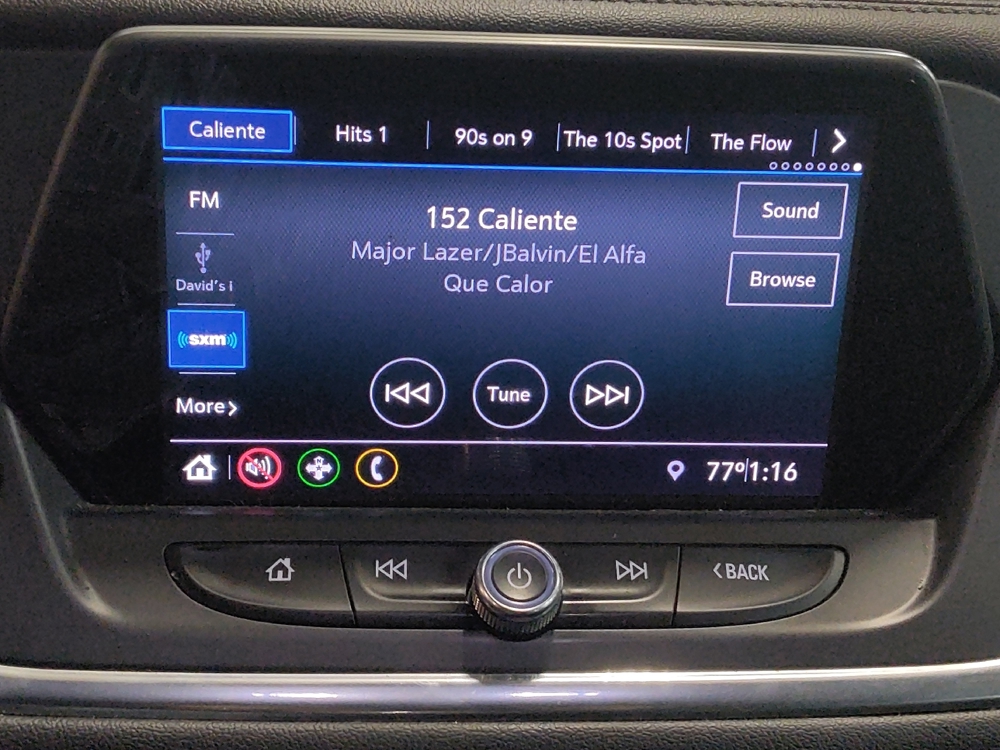 Caliente
Hits 1
90s on 9
The 10s Spot
The Flow
FM
David's i
sxm
More
152 Caliente
Major Lazer/JBalvin/El Alfa
Que Calor
Sound
Browse
Tune
77°
1:16
BACK